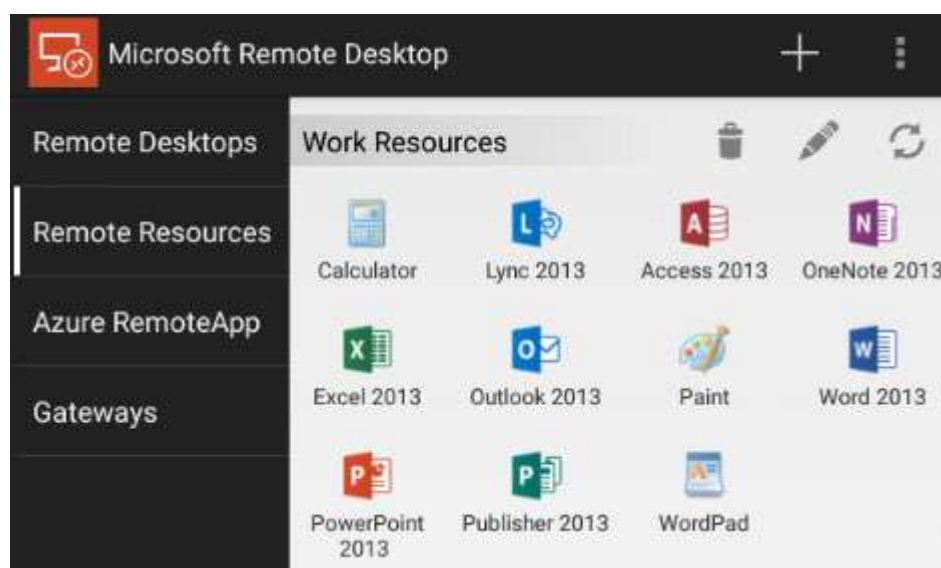 Microsoft Remote Desktop
Remote Desktops
Remote Resources
Azure RemoteApp
Gateways
Work Resources
Calculator
Lync 2013
Access 2013
OneNote 2013
Excel 2013
Outlook 2013
Paint
Word 2013
PowerPoint
2013
Publisher 2013
WordPad